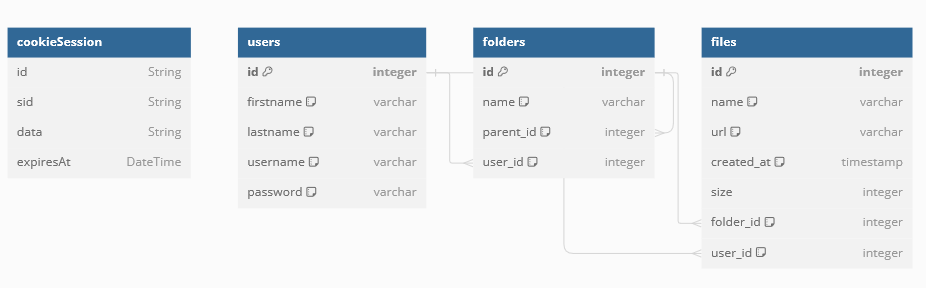 cookieSession
id String
sid String
data String
expiresAt DateTime
users
id integer
firstname varchar
lastname varchar
username varchar
password varchar
folders
id integer
name varchar
parent_id integer
user_id integer
files
id integer
name varchar
url varchar
created_at timestamp
size integer
folder_id integer
user_id integer